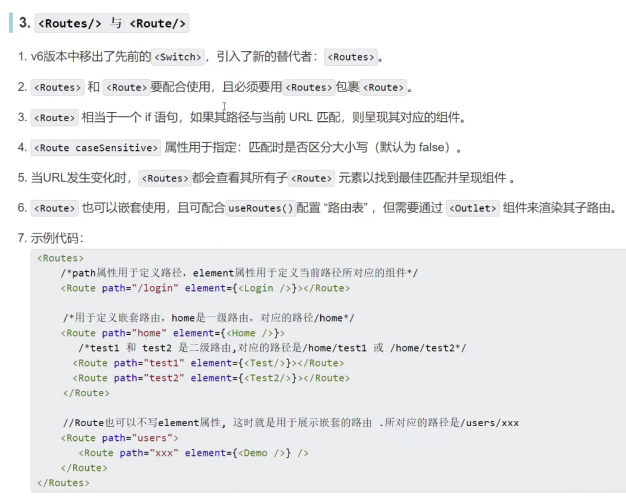 3. <Routes/> 与 <Route/>
1. v6版本中移出了先前的 <Switch>，引入了新的替代者：<Routes>。
2. <Routes> 和 <Route>要配合使用，且必须要用 <Routes> 包裹 <Route>。
3. <Route> 相当于一个 if 语句，如果其路径与当前 URL 匹配，则呈现其对应的组件。
4. <Route caseSensitive> 属性用于指定：匹配时是否区分大小写（默认为 false）。
5. 当URL发生变化时，<Routes> 都会查看其所有子 <Route> 元素以找到最佳匹配并呈现组件 。
6. <Route> 也可以嵌套使用，且可配合 useRoutes() 配置 “路由表” ，但需要通过 <Outlet> 组件来渲染其子路由。
7. 示例代码：
<Routes>
/*path属性用于定义路径，element属性用于定义当前路径所对应的组件*/
<Route path="/login" element={<Login />}></Route>
/*用于定义嵌套路由，home是一级路由，对应的路径/home*/
<Route path="home" element={<Home />}>
/*test1 和 test2 是二级路由,对应的路径是/home/test1 或 /home/test2*/
<Route path="test1" element={<Test/>}></Route>
<Route path="test2" element={<Test2/>}></Route>
</Route>
//Route也可以不写element属性, 这时就是用于展示嵌套的路由 .所对应的路径是/users/xxx
<Route path="users">
<Route path="xxx" element={<Demo />} />
</Route>
</Routes>